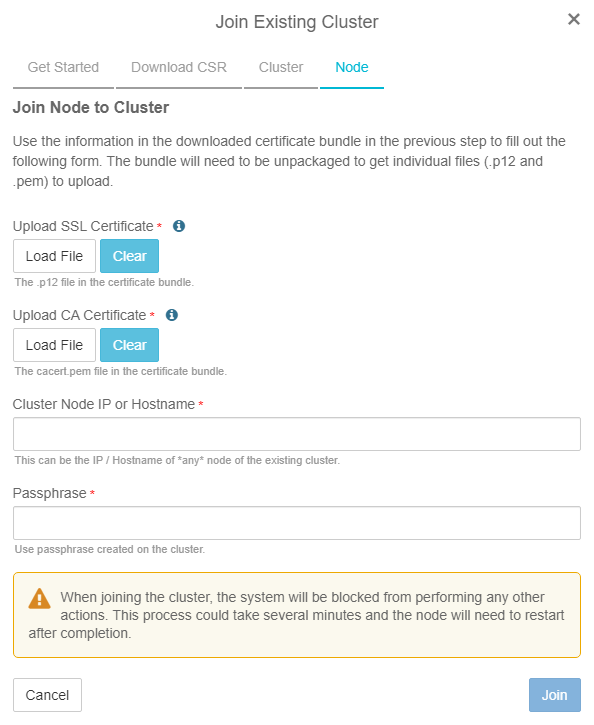 Join Existing Cluster
Get Started Download CSR Cluster Node
Join Node to Cluster
Use the information in the downloaded certificate bundle in the previous step to fill out the
following form. The bundle will need to be unpackaged to get individual files (.p12 and
.pem) to upload.
Upload SSL Certificate *
Load File Clear
The .p12 file in the certificate bundle.
Upload CA Certificate *
Load File Clear
The cacert.pem file in the certificate bundle.
Cluster Node IP or Hostname *
This can be the IP / Hostname of *any* node of the existing cluster.
Passphrase *
Use passphrase created on the cluster.
When joining the cluster, the system will be blocked from performing any other
actions. This process could take several minutes and the node will need to restart
after completion.
Cancel Join